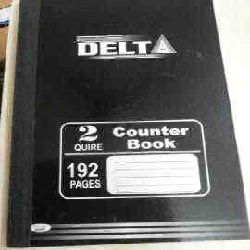 DELTA
2
QUIRE
Counter
Book
192
PAGES